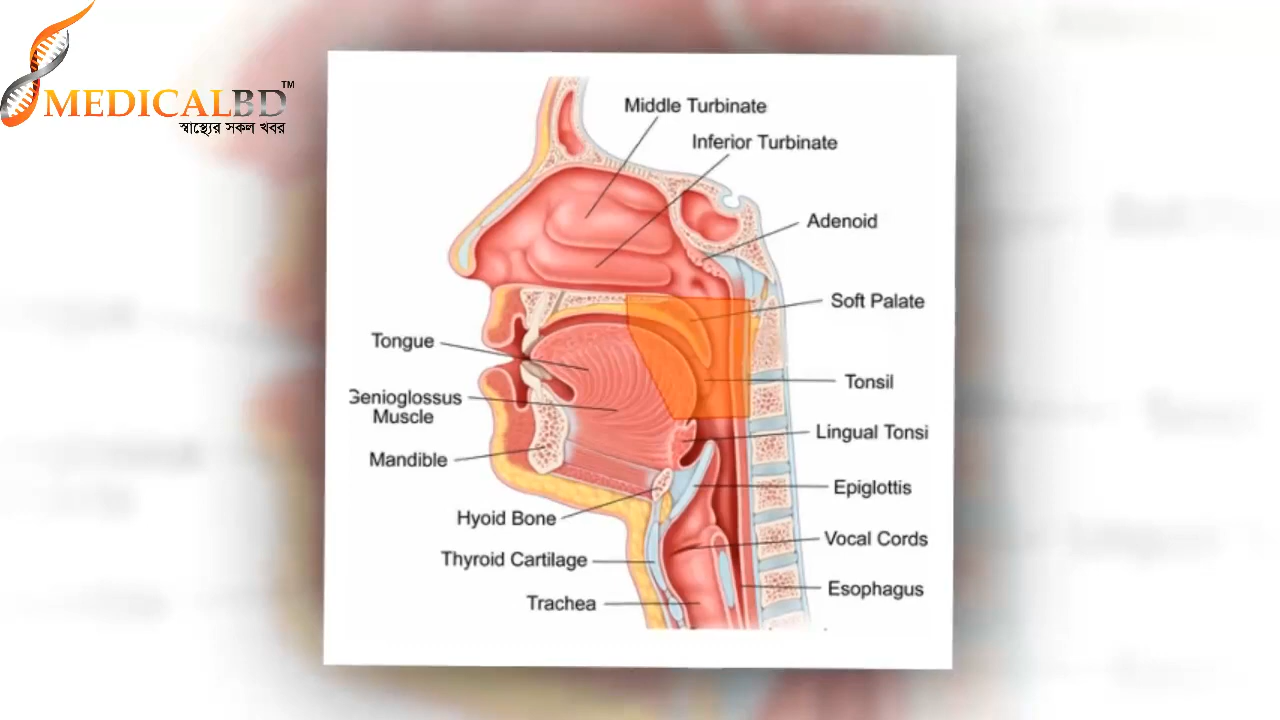 MEDICALBD™
স্বাস্থ্যের সকল খবর
Middle Turbinate
Inferior Turbinate
Adenoid
Soft Palate
Tongue
Tonsil
Genioglossus
Muscle
Lingual Tonsi
Mandible
Epiglottis
Hyoid Bone
Vocal Cords
Thyroid Cartilage
Esophagus
Trachea